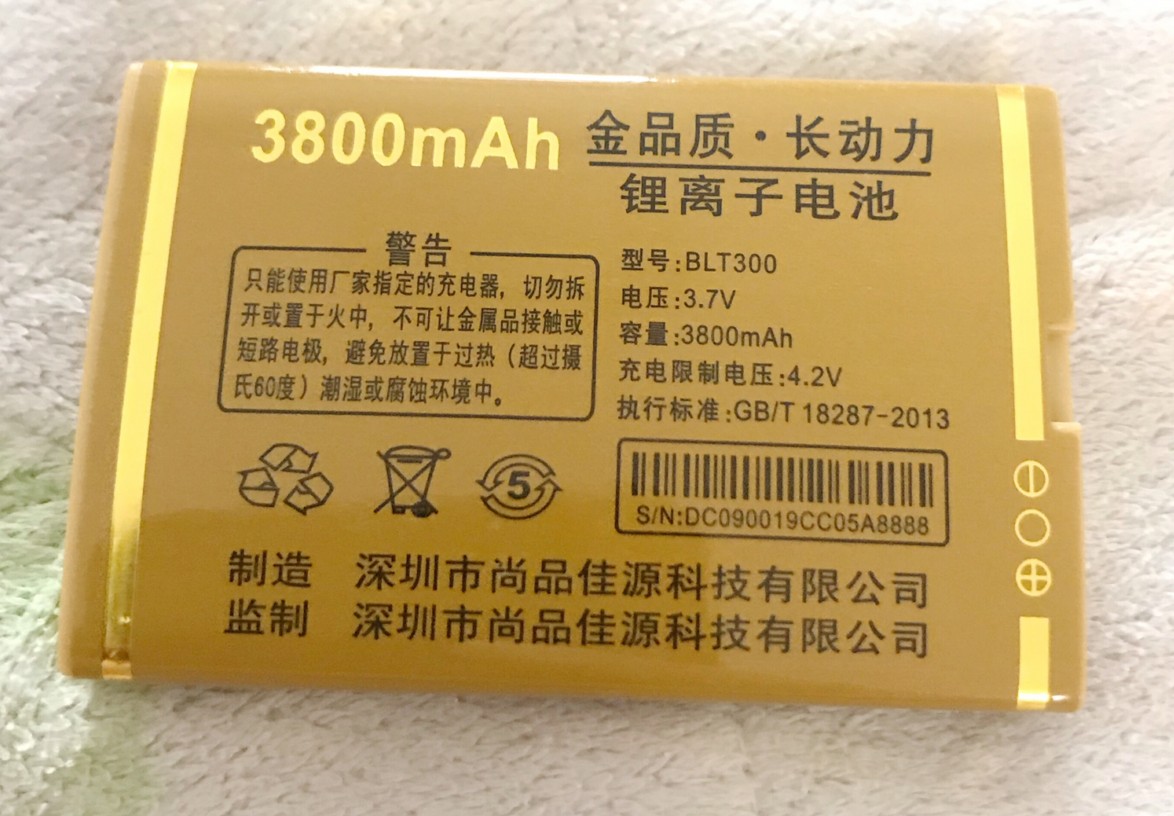 3800mAh
金品质·长动力
锂离子电池
警告
只能使用厂家指定的充电器，切勿拆
开或置于火中，不可让金属品接触或
短路电极，避免放置于过热（超过摄
氏60度）潮湿或腐蚀环境中。
型号:BLT300
电压:3.7V
容量:3800mAh
充电限制电压:4.2V
执行标准:GB/T 18287-2013
5
S/N:DC090019CC05A8888
制造 深圳市尚品佳源科技有限公司
监制 深圳市尚品佳源科技有限公司